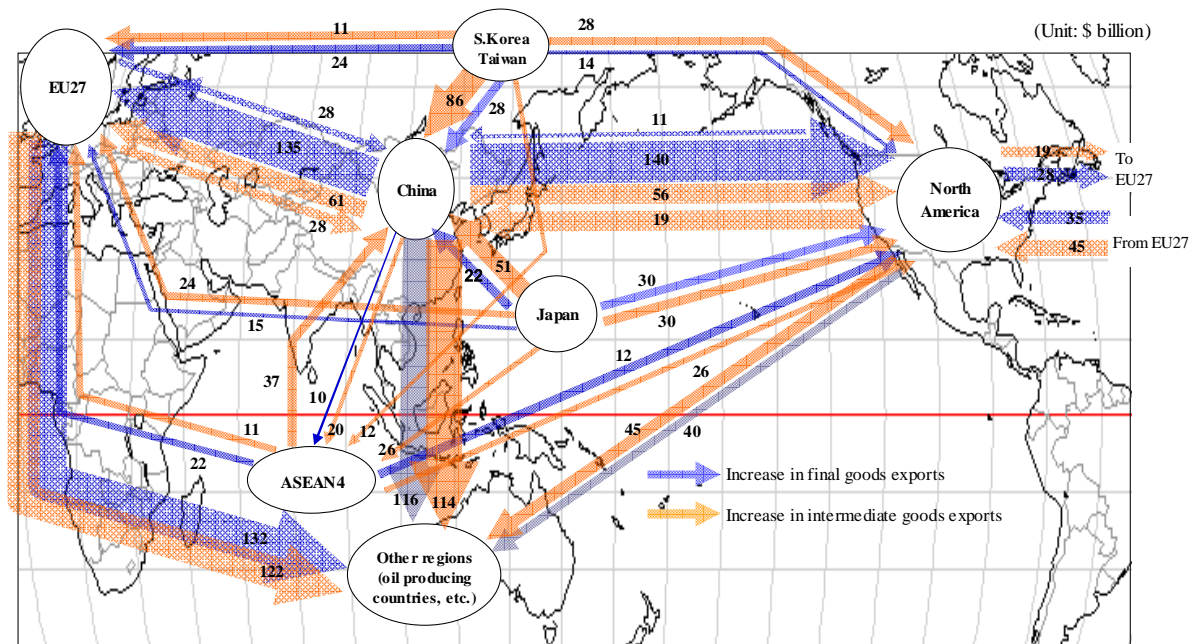 11
28
(Unit: $ billion)
S.Korea
Taiwan
24
14
EU27
86
28
28
11
135
140
19
To
EU27
28
China
61
56
North
America
28
19
35
From EU27
45
51
22
24
30
15
Japan
30
12
37
26
10
11
20
12
45
40
26
22
ASEAN4
Increase in final goods exports
116
114
Increase in intermediate goods exports
132
Other regions
(oil producing
countries, etc.)
122